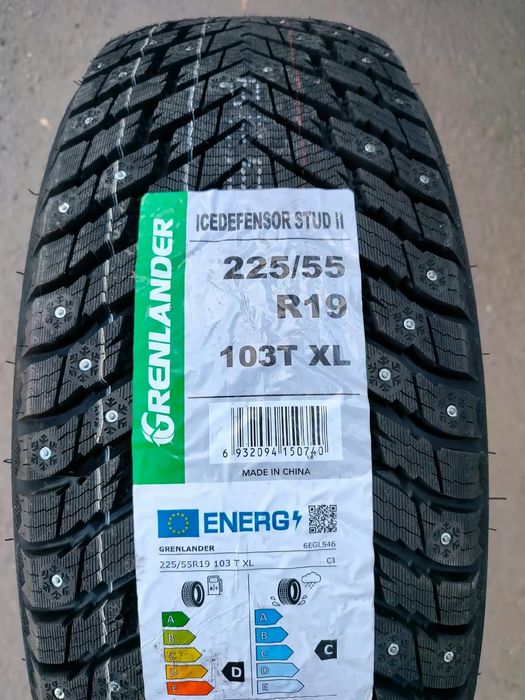 GRENLANDER
ICEDEFENSOR STUD II
225/55
R19
103T XL
6 932094 150740
MADE IN CHINA
ENERG
GRENLANDER 6EGL546
225/55R19 103 T XL C1
A A
B B
C C C
D D D
E E